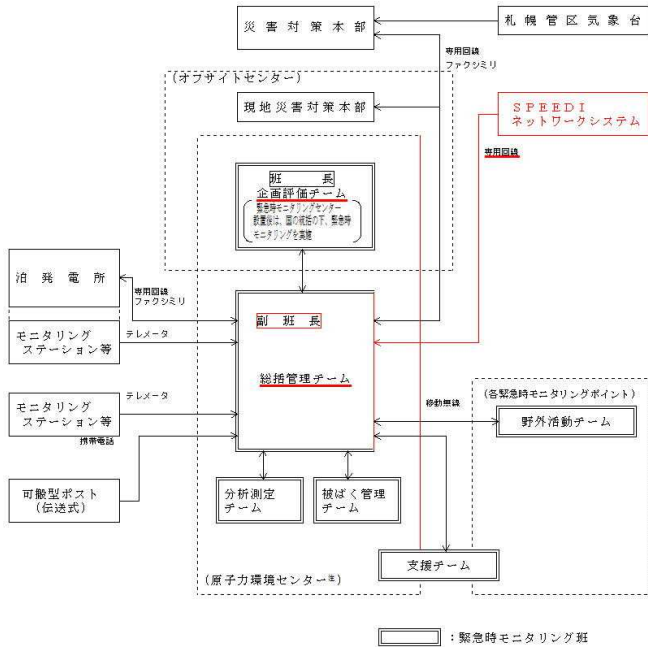 災害対策本部
札幌管区気象台
専用回線
ファクシミリ
(オフサイトセンター)
現地災害対策本部
SPEEDI
ネットワークシステム
専用回線
班長
企画評価チーム
緊急時モニタリングセンター
設置後は、国の統括の下、緊急時
モニタリングを実施
泊発電所
専用回線
ファクシミリ
副班長
モニタリング
ステーション等
テレメータ
総括管理チーム
モニタリング
ステーション等
テレメータ
携帯電話
移動無線
(各緊急時モニタリングポイント)
野外活動チーム
可搬型ポスト
(伝送式)
分析測定
チーム
被ばく管理
チーム
支援チーム
(原子力環境センター注)
:緊急時モニタリング班